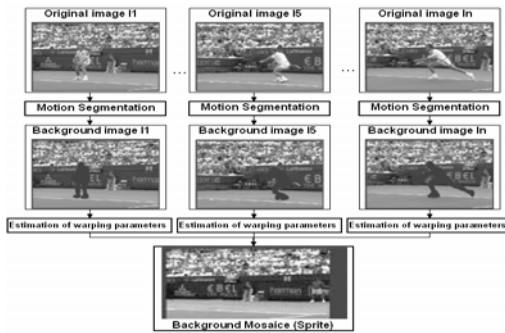 Original image I1
Original image I5
Original image In
...
...
Motion Segmentation
Motion Segmentation
Motion Segmentation
Background image I1
Background image I5
Background image In
Estimation of warping parameters
Estimation of warping parameters
Estimation of warping parameters
EBEL
harman
Background Mosaice (Sprite)